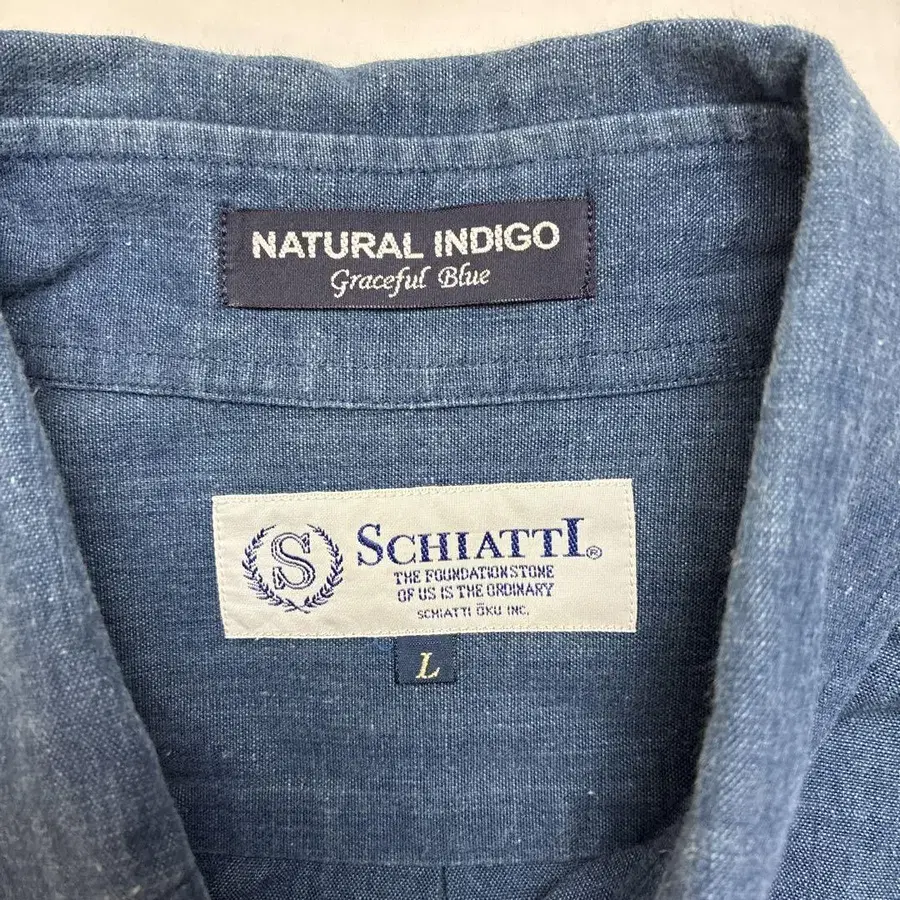 NATURAL INDIGO
Graceful Blue
S
SCHIATTI®
THE FOUNDATIONSTONE
OF US IS THE ORDINARY
SCHIATTI ŌKU INC.
L